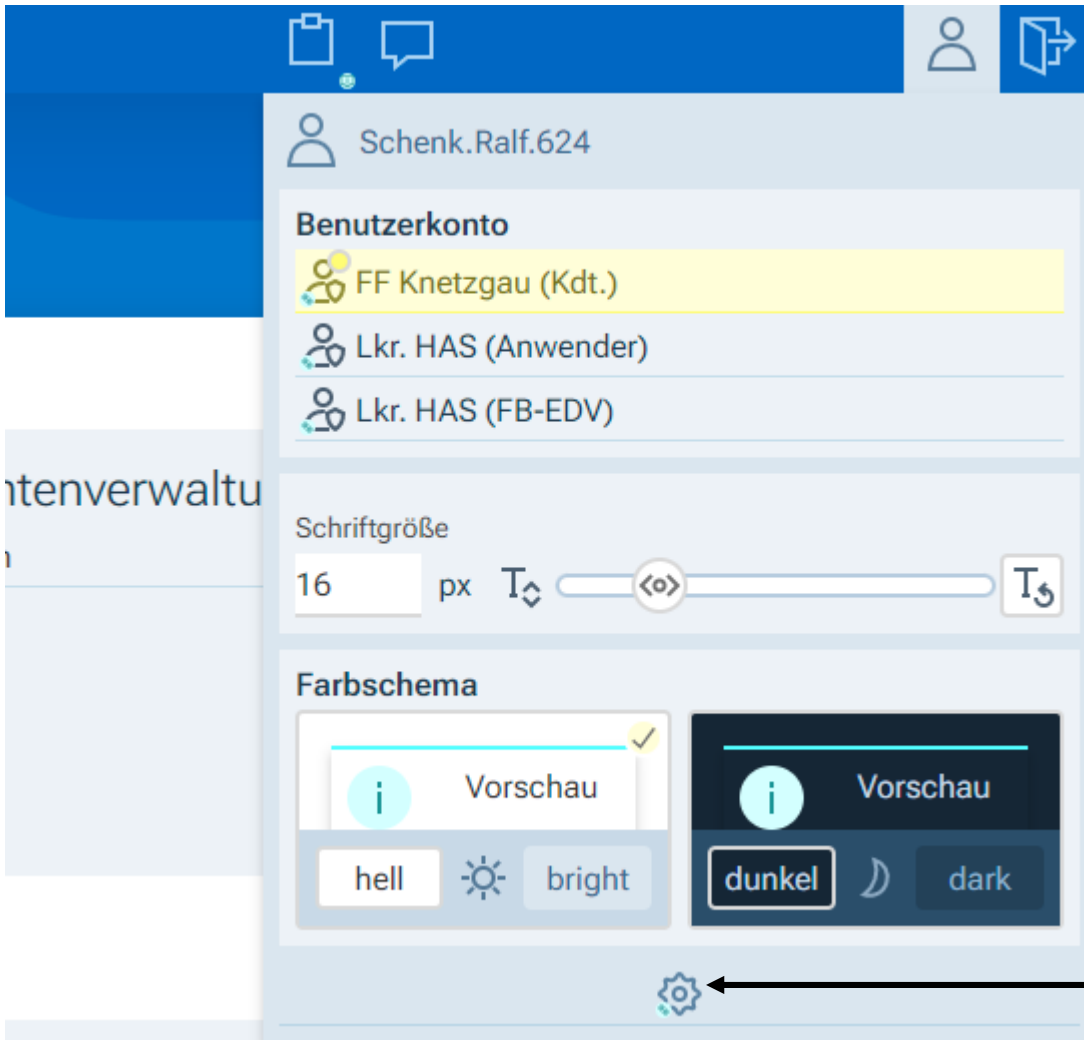 Schenk.Ralf.624
Benutzerkonto
FF Knetzgau (Kdt.)
Lkr. HAS (Anwender)
Lkr. HAS (FB-EDV)
ntenverwaltu
n
Schriftgröße
16 px
Farbschema
i Vorschau
i Vorschau
hell bright
dunkel dark